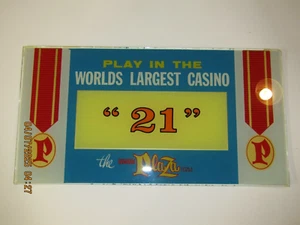 PLAY IN THE
WORLDS LARGEST CASINO
“21”
P P
the Plaza